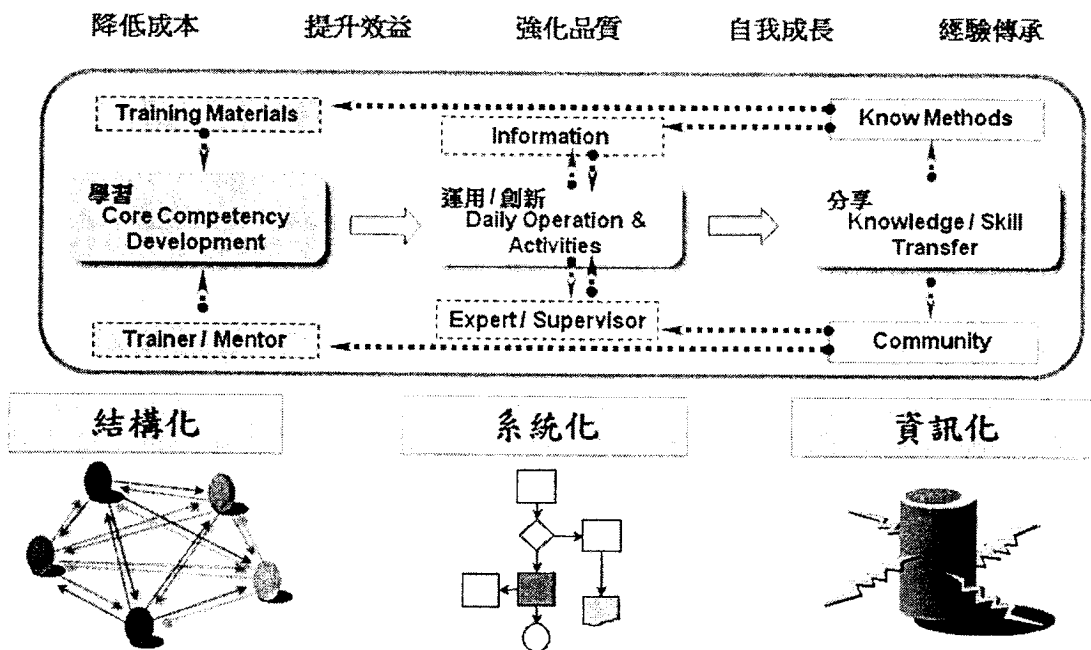 降低成本 提升效益 強化品質 自我成長 經驗傳承
Training Materials
Information
Know Methods
學習
Core Competency
Development
運用 / 創新
Daily Operation &
Activities
分享
Knowledge / Skill
Transfer
Trainer / Mentor
Expert / Supervisor
Community
結構化 系統化 資訊化